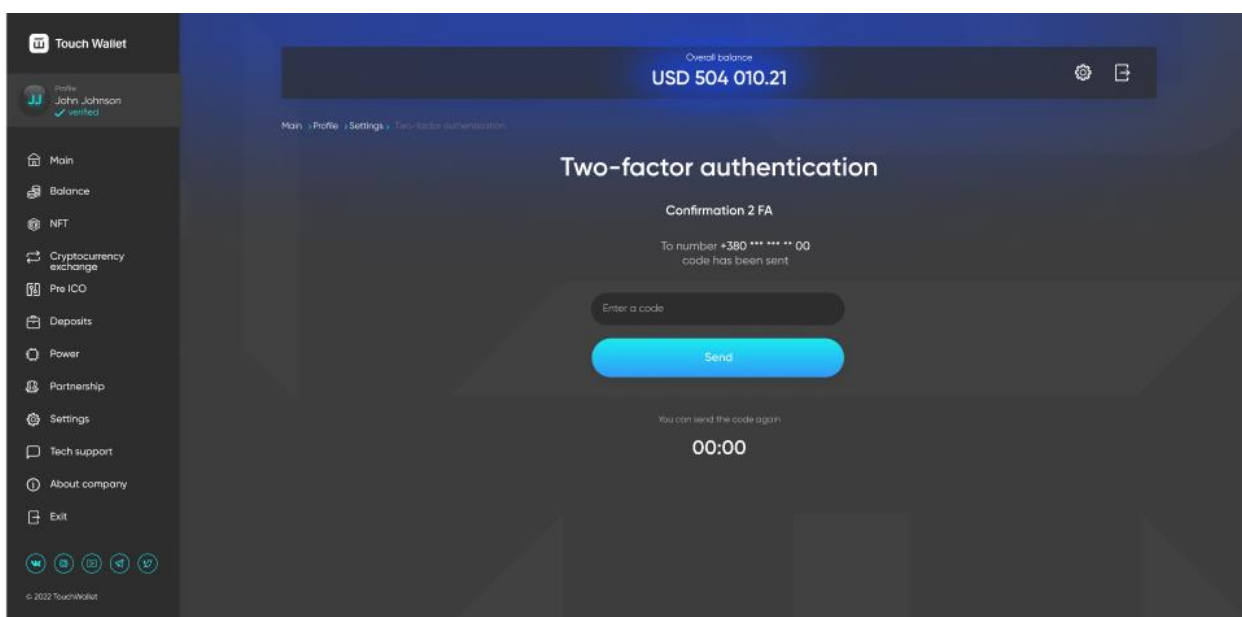 Touch Wallet
Profile
John Johnson
verified
JJ
Main
Balance
NFT
Cryptocurrency
exchange
Pre ICO
Deposits
Power
Partnership
Settings
Tech support
About company
Exit
© 2022 TouchWallet
Overall balance
USD 504 010.21
Main › Profile › Settings › Two-factor authentication
Two-factor authentication
Confirmation 2 FA
To number +380 *** *** ** 00
code has been sent
Enter a code
Send
You can send the code again
00:00